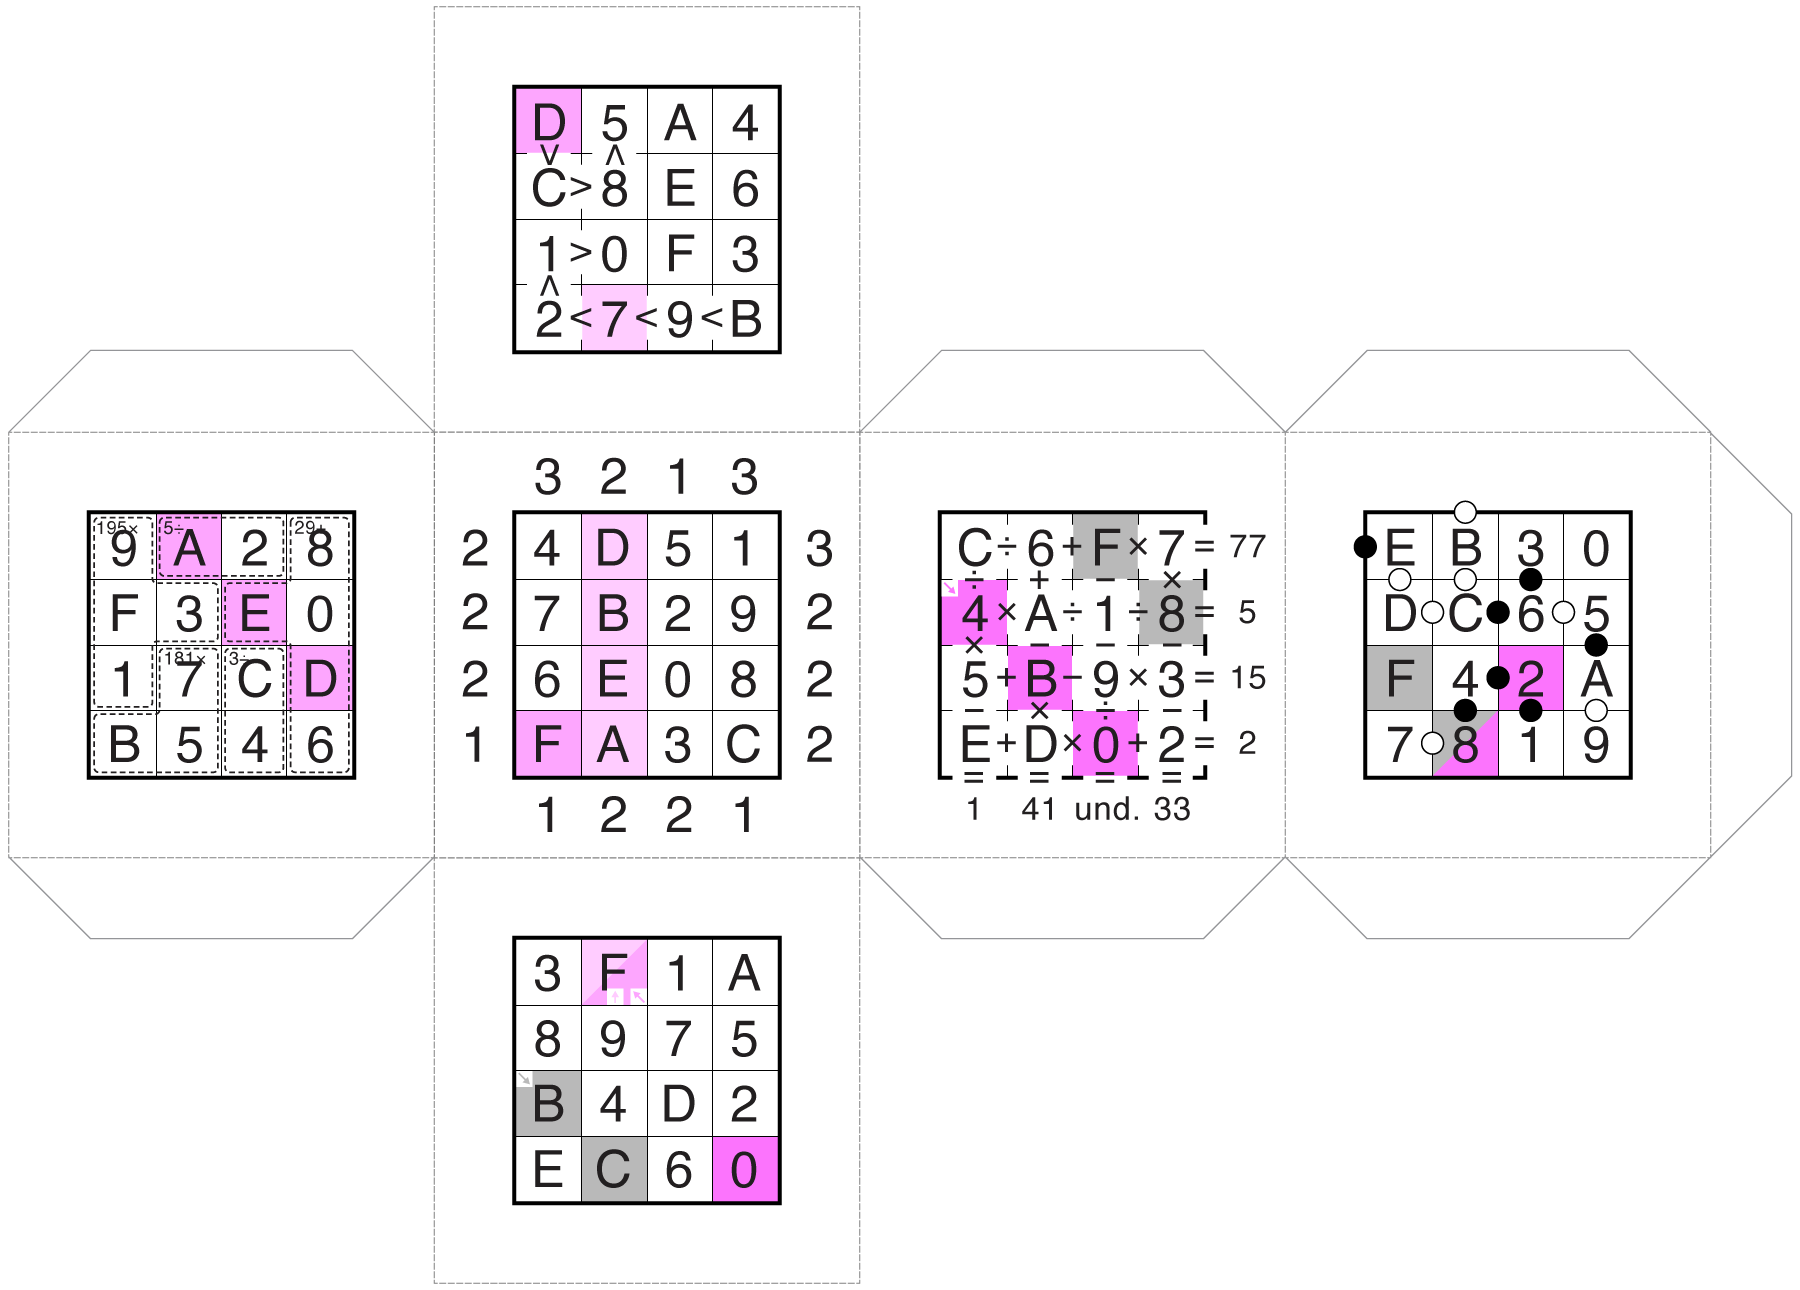 D 5 A 4
∨ ∧
C > 8 E 6
1 > 0 F 3
∧
2 < 7 < 9 < B
195× 5÷ 29+
9 A 2 8
F 3 E 0
181× 3÷
1 7 C D
B 5 4 6
3 2 1 3
2 4 D 5 1 3
2 7 B 2 9 2
2 6 E 0 8 2
1 F A 3 C 2
1 2 2 1
C ÷ 6 + F × 7 = 77
÷ + − ×
4 × A ÷ 1 ÷ 8 = 5
× − − −
5 + B − 9 × 3 = 15
− × ÷ −
E + D × 0 + 2 = 2
= = = =
1 41 und. 33
E B 3 0
D C 6 5
F 4 2 A
7 8 1 9
3 F 1 A
8 9 7 5
B 4 D 2
E C 6 0